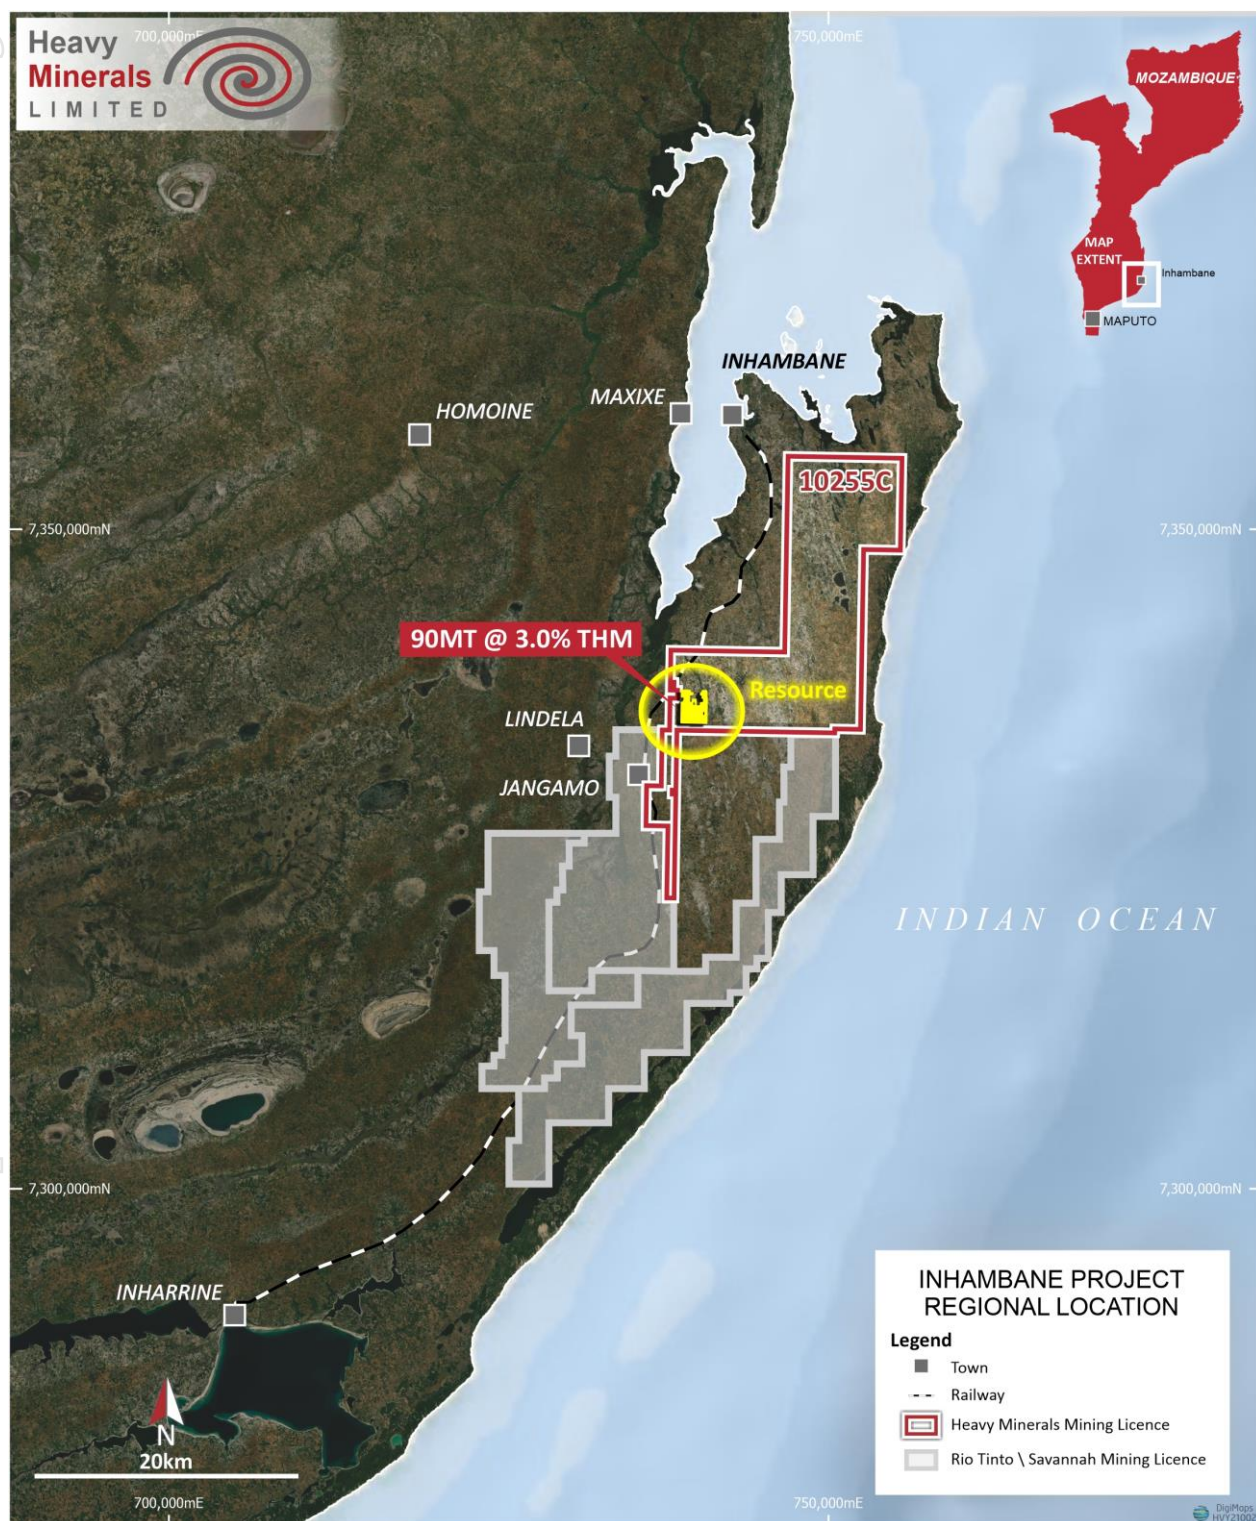 Heavy
Minerals
LIMITED
700,000mE
750,000mE
MOZAMBIQUE
MAP
EXTENT
Inhambane
MAPUTO
INHAMBANE
MAXIXE
HOMOINE
10255C
7,350,000mN
7,350,000mN
90MT @ 3.0% THM
Resource
LINDELA
JANGAMO
INDIAN OCEAN
7,300,000mN
7,300,000mN
INHARRINE
N
20km
700,000mE
750,000mE
INHAMBANE PROJECT
REGIONAL LOCATION
Legend
Town
Railway
Heavy Minerals Mining Licence
Rio Tinto \ Savannah Mining Licence
DigiMaps